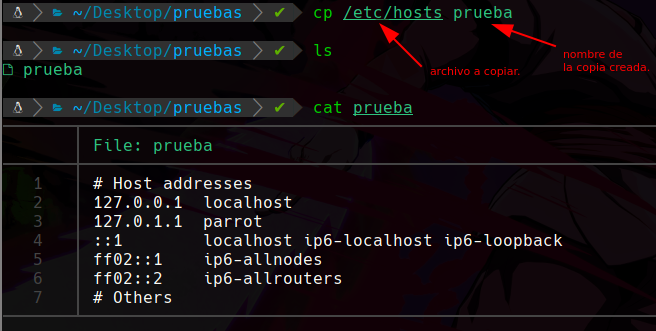 ~/Desktop/pruebas ✔ cp /etc/hosts prueba
archivo a copiar.
nombre de
la copia creada.
~/Desktop/pruebas ✔ ls
prueba
~/Desktop/pruebas ✔ cat prueba
File: prueba
1 # Host addresses
2 127.0.0.1 localhost
3 127.0.1.1 parrot
4 ::1 localhost ip6-localhost ip6-loopback
5 ff02::1 ip6-allnodes
6 ff02::2 ip6-allrouters
7 # Others